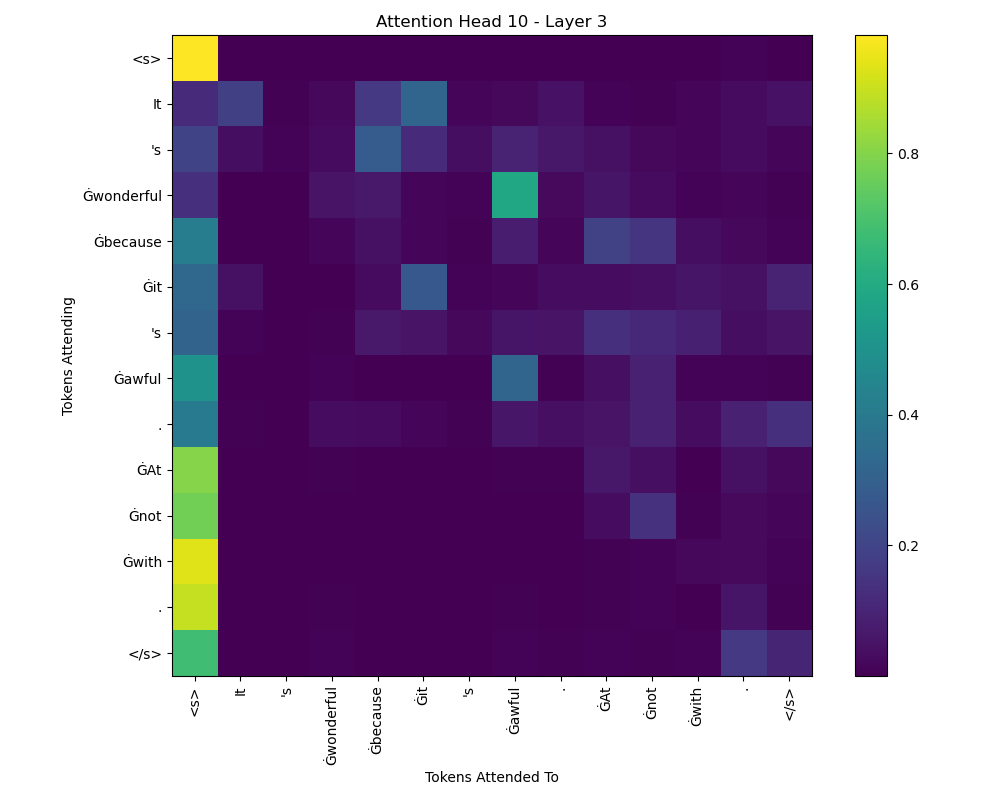 Attention Head 10 - Layer 3
<s>
It
's
Ġwonderful
Ġbecause
Ġit
's
Ġawful
.
ĠAt
Ġnot
Ġwith
.
</s>
Tokens Attending
<s>
It
's
Ġwonderful
Ġbecause
Ġit
's
Ġawful
.
ĠAt
Ġnot
Ġwith
.
</s>
Tokens Attended To
0.8
0.6
0.4
0.2